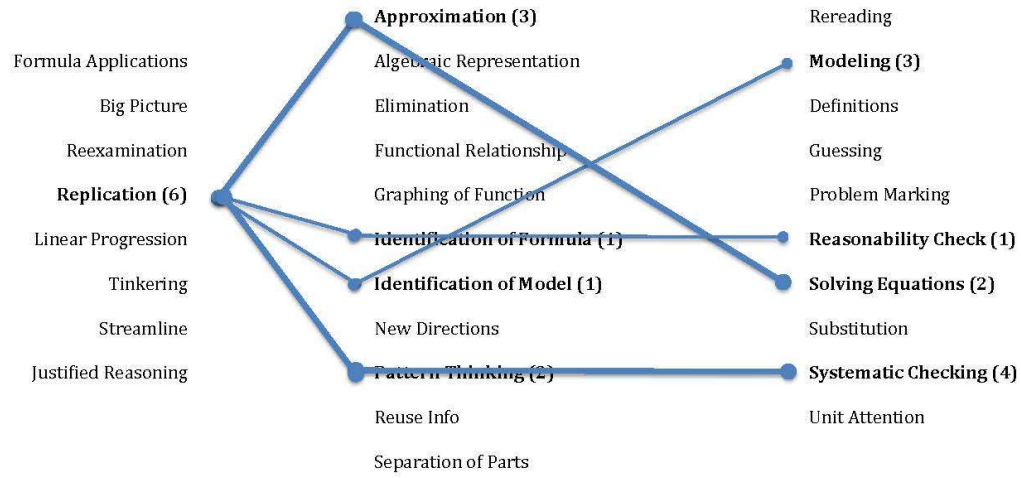 Formula Applications
Big Picture
Reexamination
Replication (6)
Linear Progression
Tinkering
Streamline
Justified Reasoning
Approximation (3)
Algebraic Representation
Elimination
Functional Relationship
Graphing of Function
Identification of Formula (1)
Identification of Model (1)
New Directions
Pattern Thinking (2)
Reuse Info
Separation of Parts
Rereading
Modeling (3)
Definitions
Guessing
Problem Marking
Reasonability Check (1)
Solving Equations (2)
Substitution
Systematic Checking (4)
Unit Attention